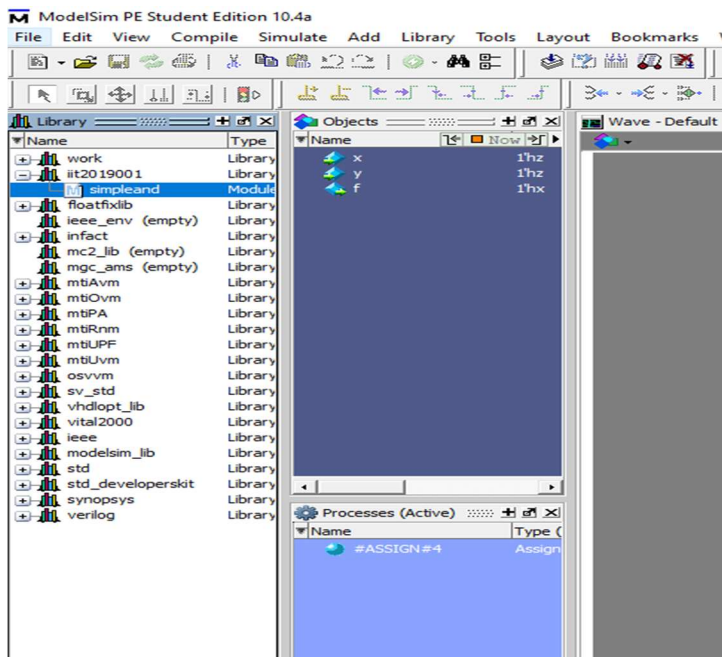 ModelSim PE Student Edition 10.4a
File Edit View Compile Simulate Add Library Tools Layout Bookmarks
Library
Name Type
work Library
iit2019001 Library
simpleand Module
floatfixlib Library
ieee_env (empty) Library
infact Library
mc2_lib (empty) Library
mgc_ams (empty) Library
mtiAvm Library
mtiOvm Library
mtiPA Library
mtiRnm Library
mtiUPF Library
mtiUvm Library
osvvm Library
sv_std Library
vhdlopt_lib Library
vital2000 Library
ieee Library
modelsim_lib Library
std Library
std_developerskit Library
synopsys Library
verilog Library
Objects
Name Now
x 1'hz
y 1'hz
f 1'hx
Processes (Active)
Name Type (
#ASSIGN#4 Assign
Wave - Default